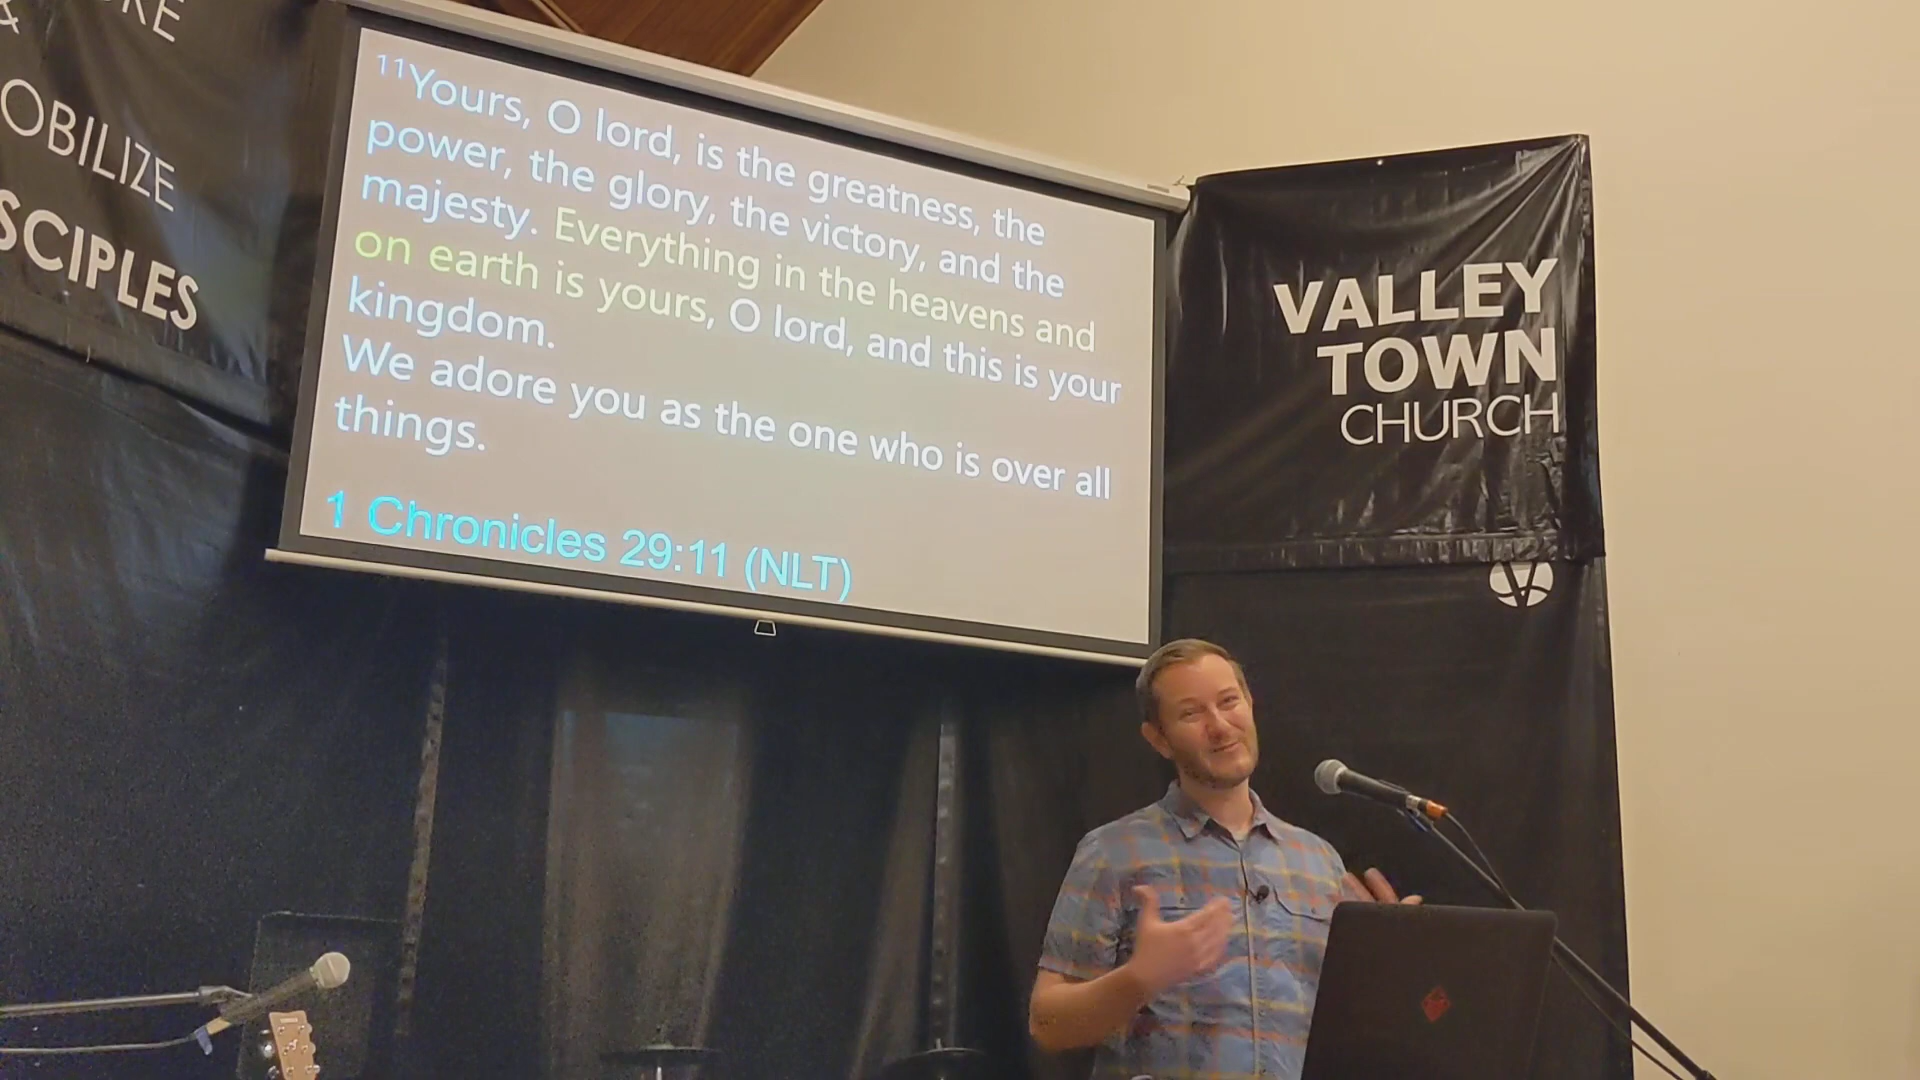 &
OBILIZE
SCIPLES
11Yours, O lord, is the greatness, the
power, the glory, the victory, and the
majesty. Everything in the heavens and
on earth is yours, O lord, and this is your
kingdom.
We adore you as the one who is over all
things.
1 Chronicles 29:11 (NLT)
VALLEY
TOWN
CHURCH